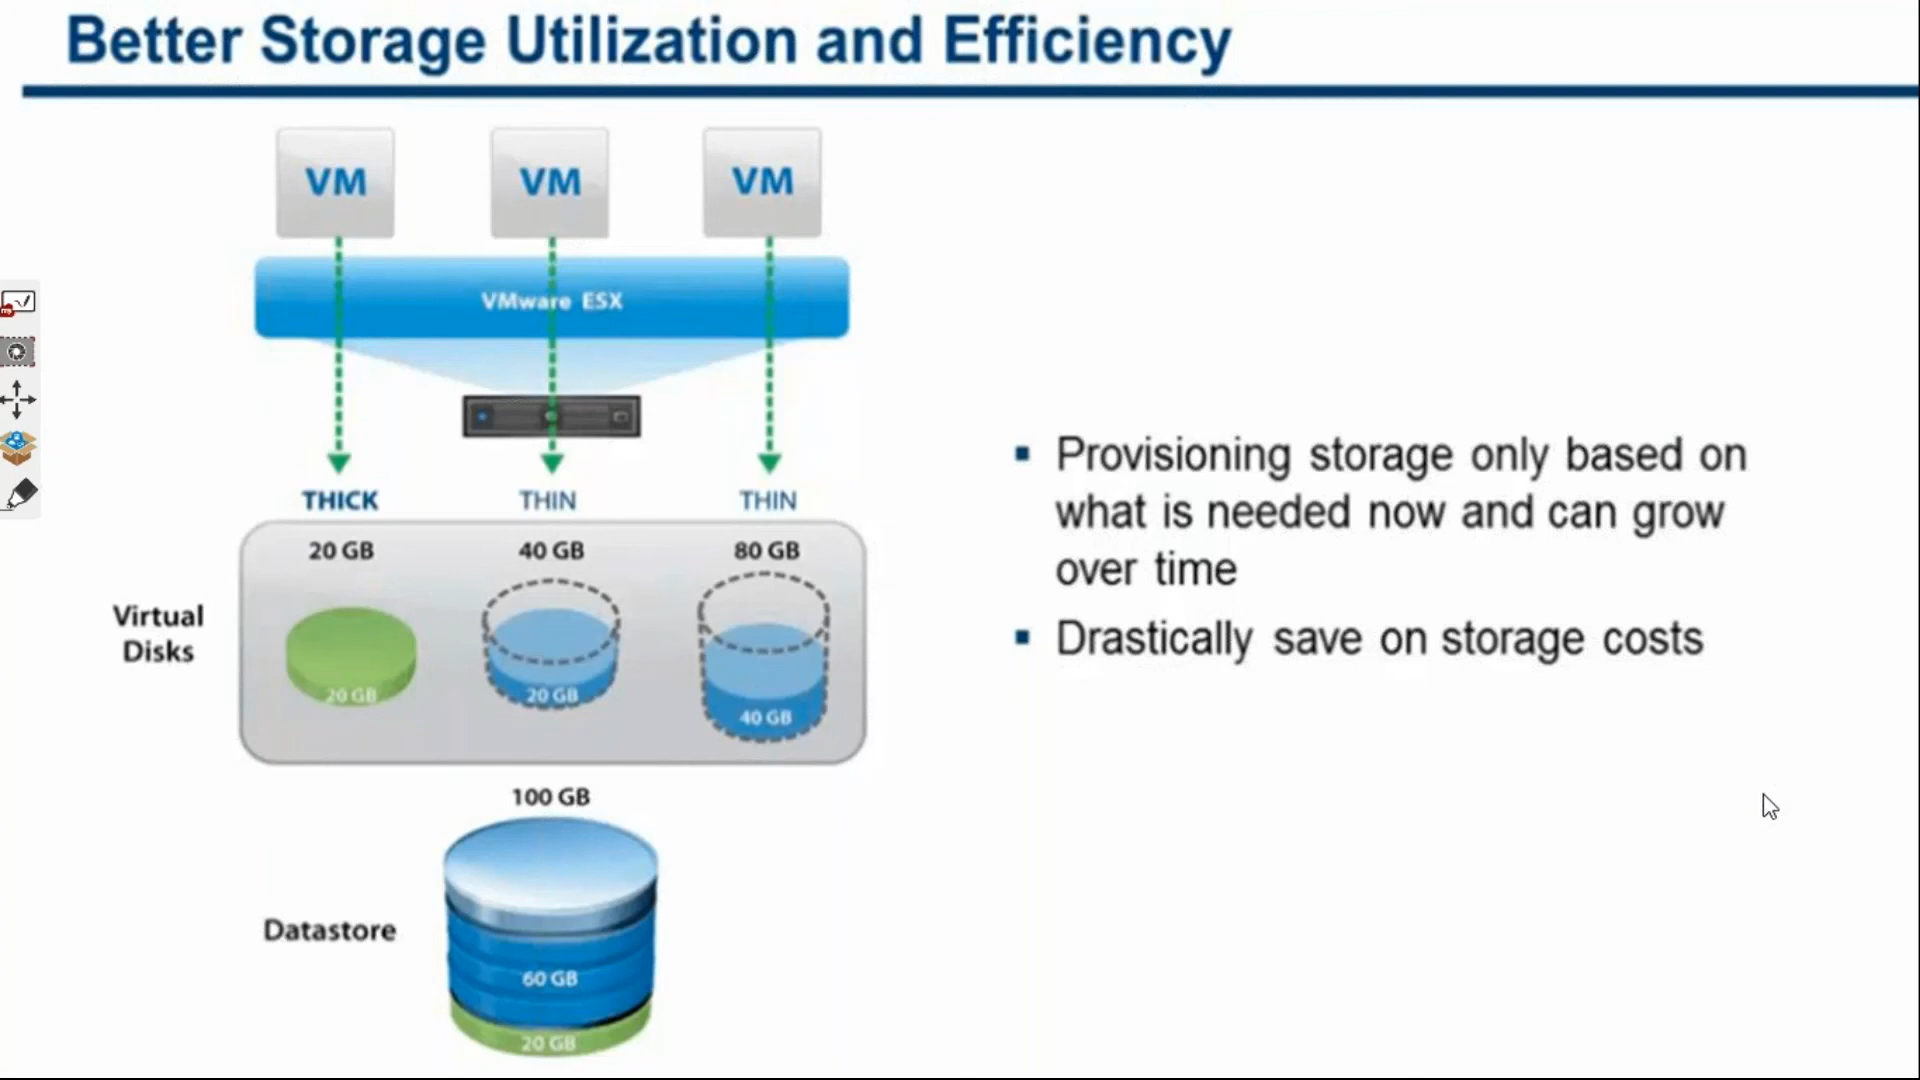 Better Storage Utilization and Efficiency
VM VM VM
VMware ESX
THICK THIN THIN
20 GB 40 GB 80 GB
Virtual
Disks
20 GB 20 GB 40 GB
100 GB
Datastore
60 GB
20 GB
▪ Provisioning storage only based on
what is needed now and can grow
over time
▪ Drastically save on storage costs